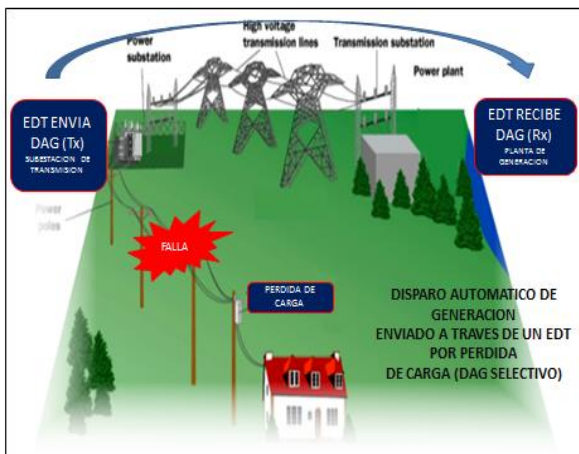 High voltage
transmission lines
Power
substation
Transmission substation
Power plant
EDT ENVIA
DAG (Tx)
SUBESTACION DE
TRANSMISION
EDT RECIBE
DAG (Rx)
PLANTA DE
GENERACION
Power
poles
FALLA
PERDIDA DE
CARGA
DISPARO AUTOMATICO DE
GENERACION
ENVIADO A TRAVES DE UN EDT
POR PERDIDA
DE CARGA (DAG SELECTIVO)